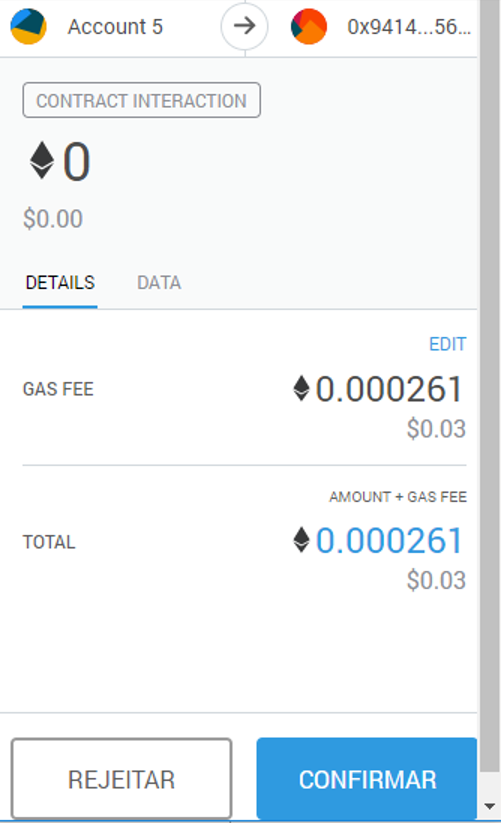 Account 5
0x9414...56...
CONTRACT INTERACTION
0
$0.00
DETAILS DATA
EDIT
GAS FEE 0.000261
$0.03
AMOUNT + GAS FEE
TOTAL 0.000261
$0.03
REJEITAR CONFIRMAR